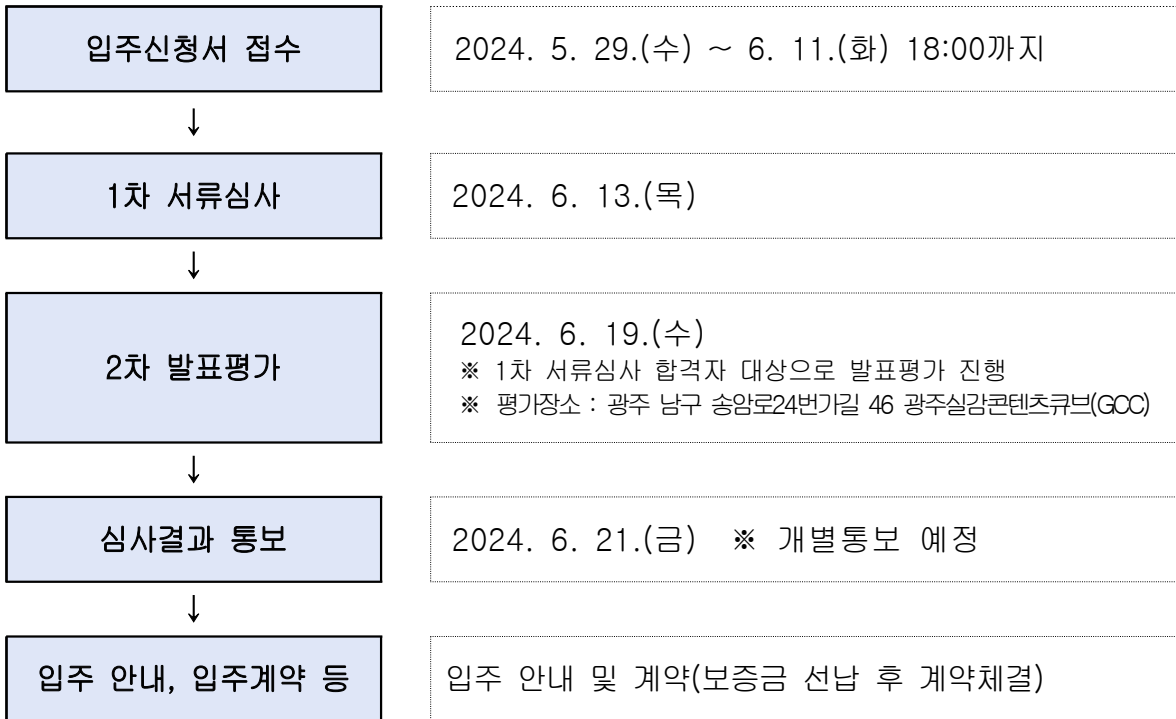 입주신청서 접수
2024. 5. 29.(수) ~ 6. 11.(화) 18:00까지
↓
1차 서류심사
2024. 6. 13.(목)
↓
2차 발표평가
2024. 6. 19.(수)
※ 1차 서류심사 합격자 대상으로 발표평가 진행
※ 평가장소 : 광주 남구 송암로24번가길 46 광주실감콘텐츠큐브(GCC)
↓
심사결과 통보
2024. 6. 21.(금) ※ 개별통보 예정
↓
입주 안내, 입주계약 등
입주 안내 및 계약(보증금 선납 후 계약체결)